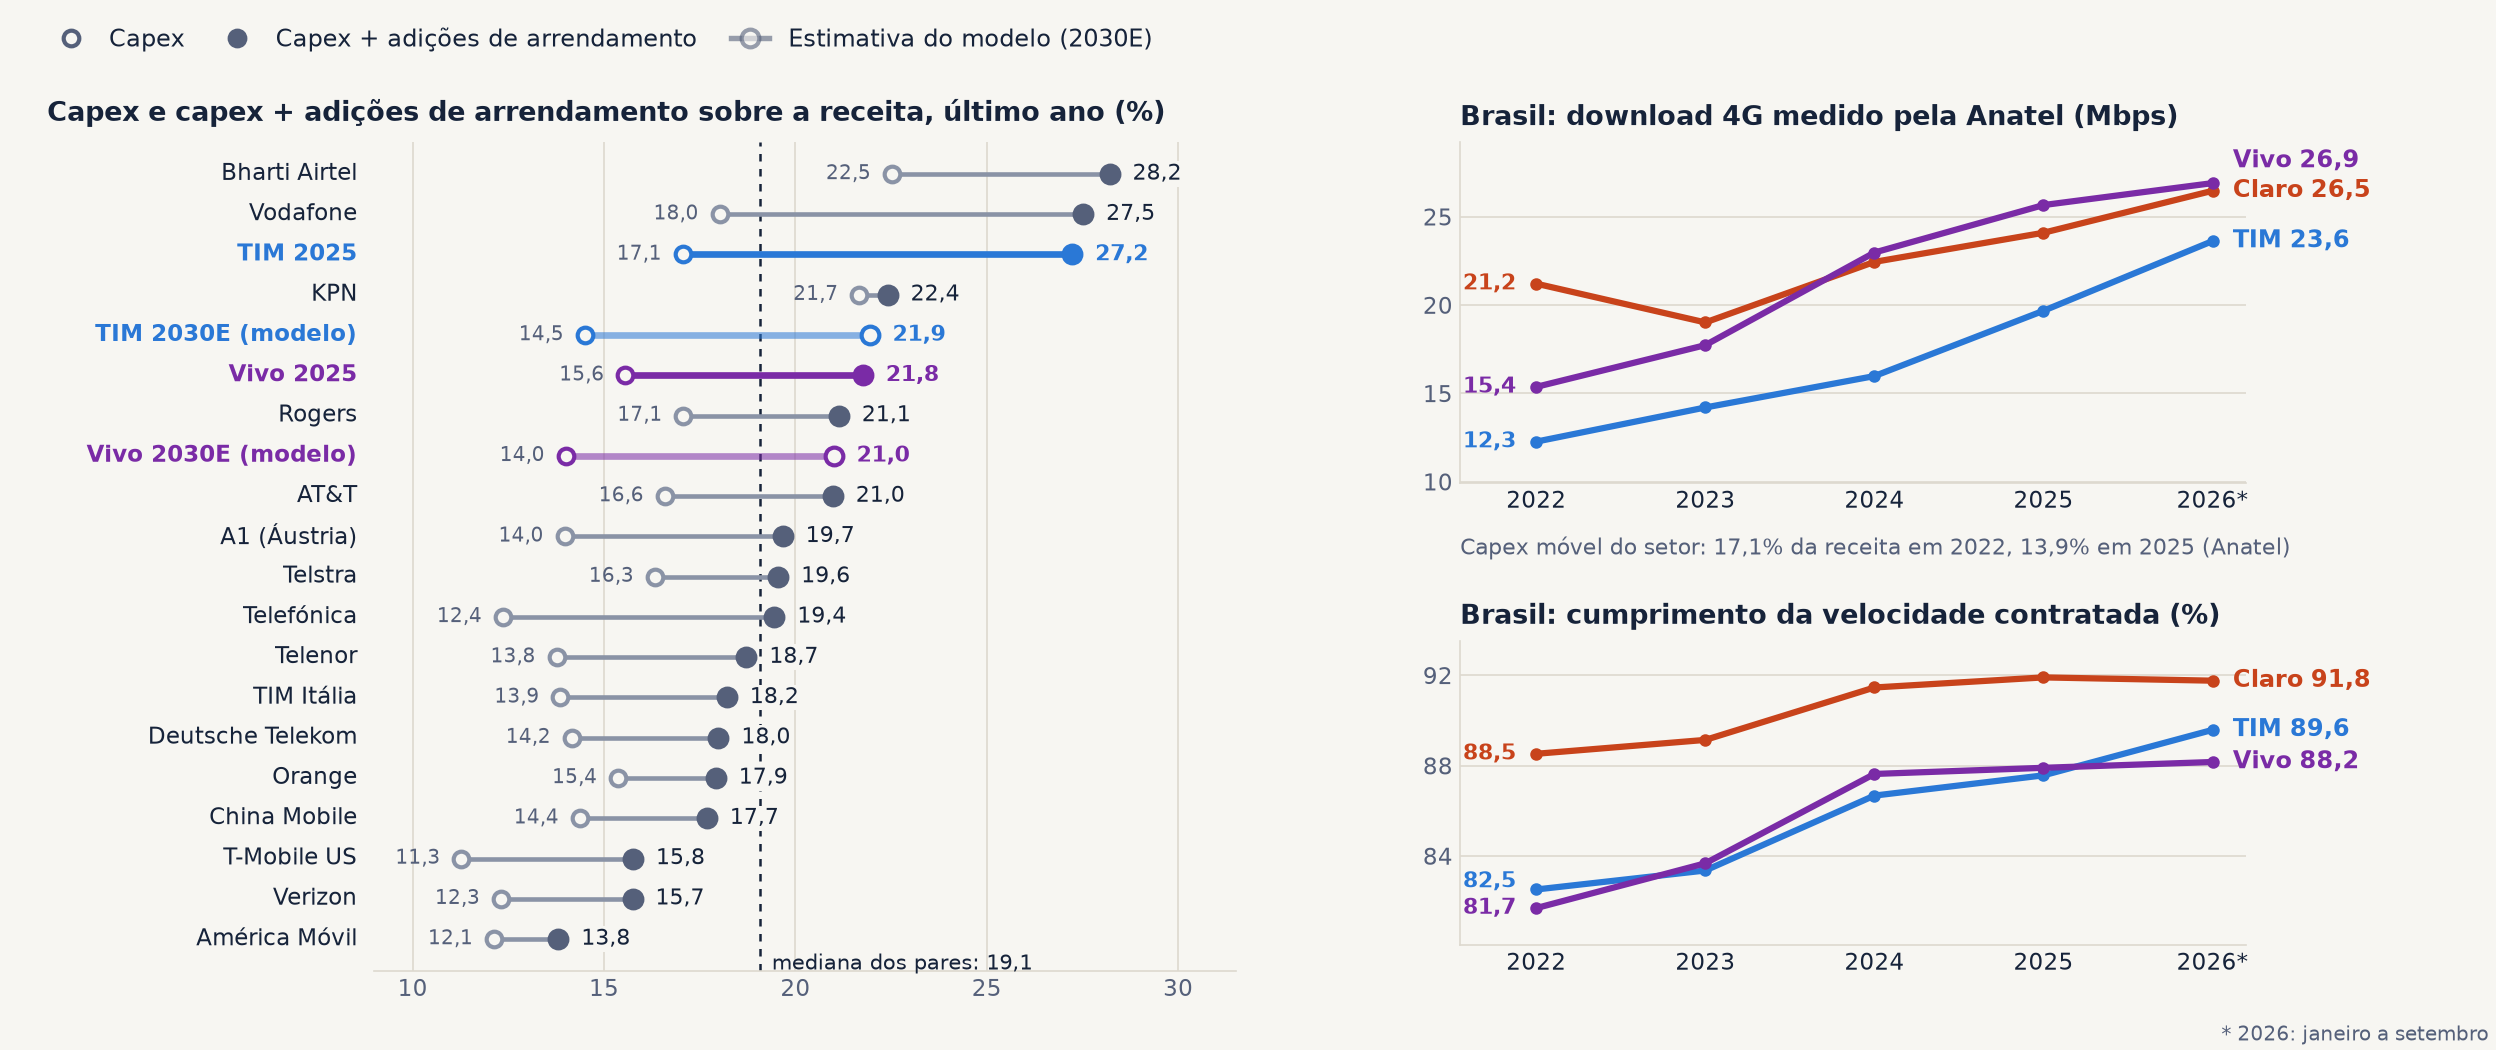 Capex
Capex + adições de arrendamento
Estimativa do modelo (2030E)
Capex e capex + adições de arrendamento sobre a receita, último ano (%)
Bharti Airtel 22,5 28,2
Vodafone 18,0 27,5
TIM 2025 17,1 27,2
KPN 21,7 22,4
TIM 2030E (modelo) 14,5 21,9
Vivo 2025 15,6 21,8
Rogers 17,1 21,1
Vivo 2030E (modelo) 14,0 21,0
AT&T 16,6 21,0
A1 (Áustria) 14,0 19,7
Telstra 16,3 19,6
Telefónica 12,4 19,4
Telenor 13,8 18,7
TIM Itália 13,9 18,2
Deutsche Telekom 14,2 18,0
Orange 15,4 17,9
China Mobile 14,4 17,7
T-Mobile US 11,3 15,8
Verizon 12,3 15,7
América Móvil 12,1 13,8
mediana dos pares: 19,1
10 15 20 25 30
Brasil: download 4G medido pela Anatel (Mbps)
Vivo 26,9
Claro 26,5
25
TIM 23,6
21,2
20
15,4
15
12,3
10
2022 2023 2024 2025 2026*
Capex móvel do setor: 17,1% da receita em 2022, 13,9% em 2025 (Anatel)
Brasil: cumprimento da velocidade contratada (%)
92
Claro 91,8
TIM 89,6
88,5
88
Vivo 88,2
84
82,5
81,7
2022 2023 2024 2025 2026*
* 2026: janeiro a setembro